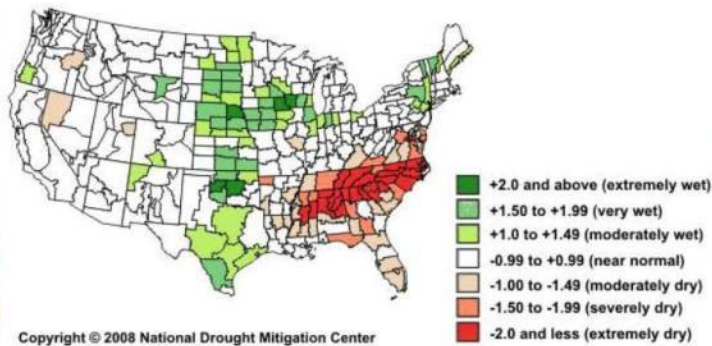 +2.0 and above (extremely wet)
+1.50 to +1.99 (very wet)
+1.0 to +1.49 (moderately wet)
-0.99 to +0.99 (near normal)
-1.00 to -1.49 (moderately dry)
-1.50 to -1.99 (severely dry)
-2.0 and less (extremely dry)
Copyright © 2008 National Drought Mitigation Center